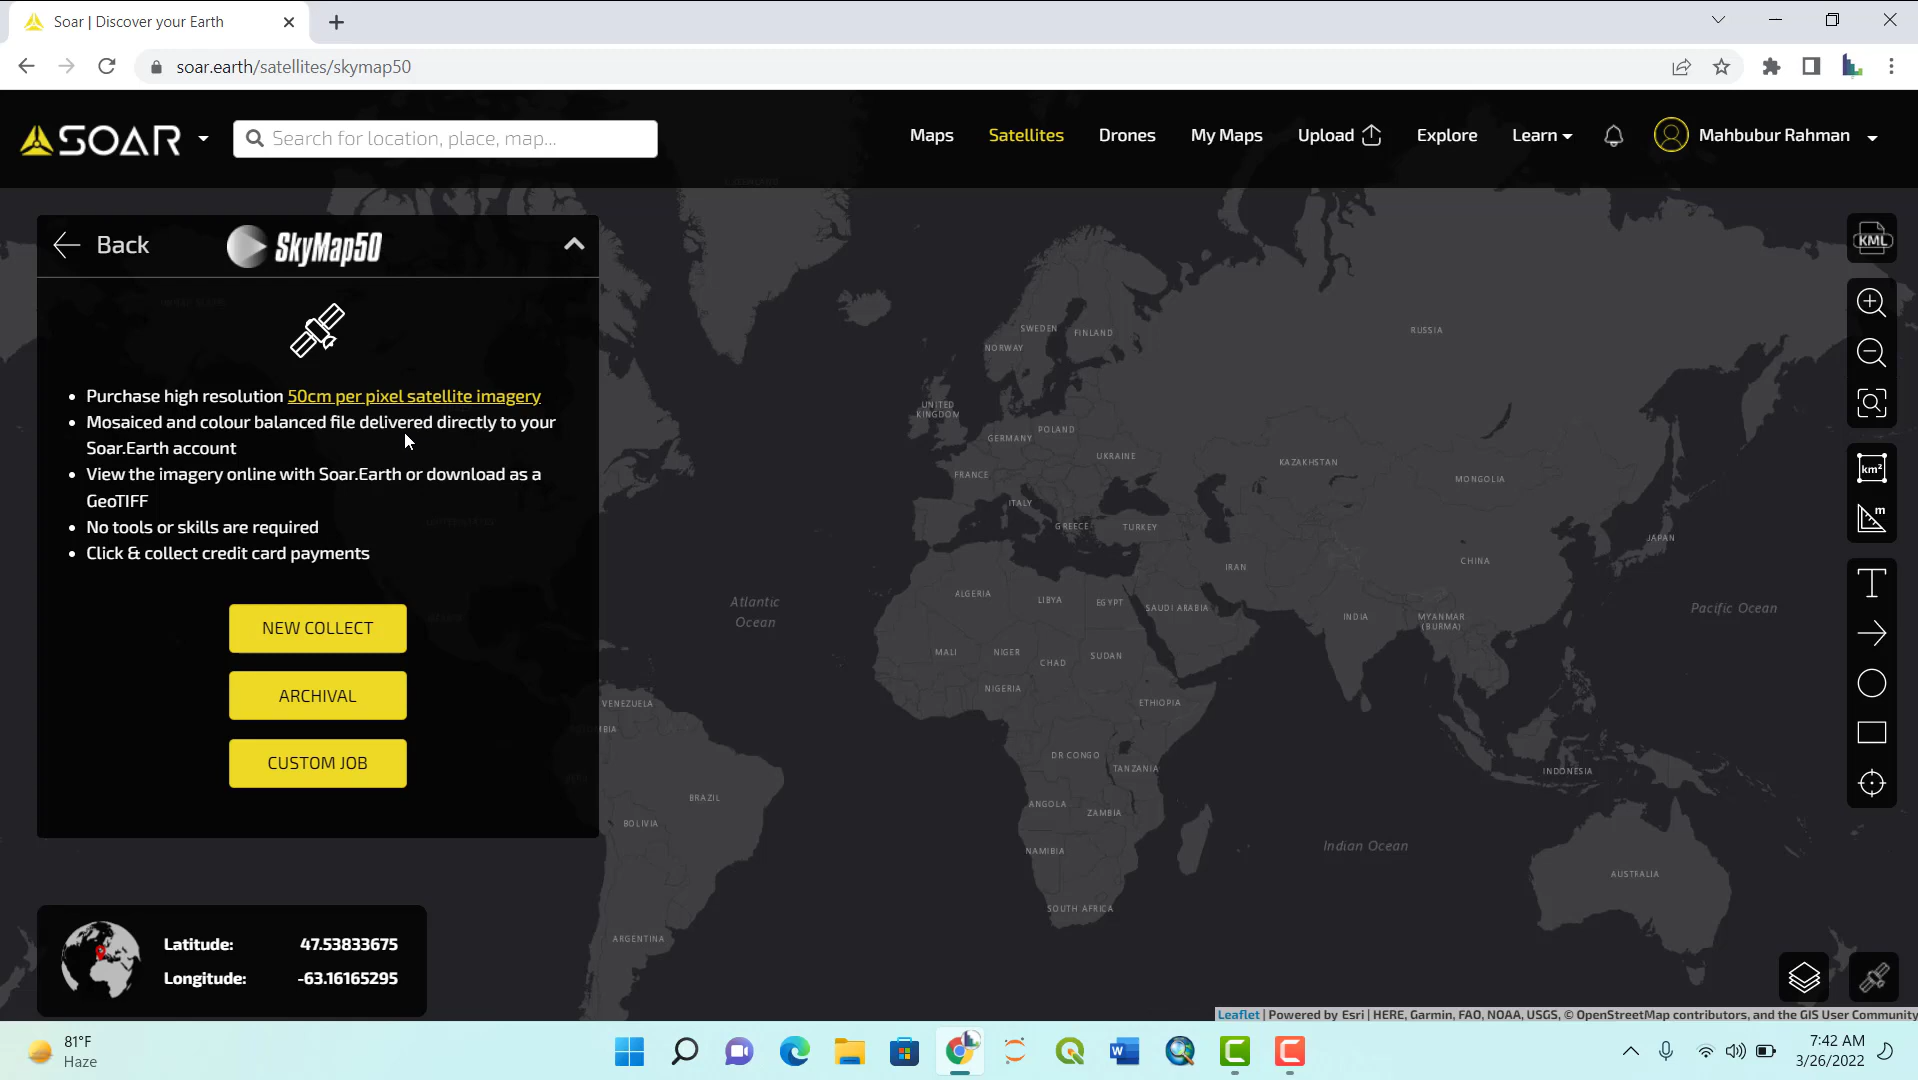 Soar | Discover your Earth
soar.earth/satellites/skymap50
SOAR
Search for location, place, map...
Maps
Satellites
Drones
My Maps
Upload
Explore
Learn
Mahbubur Rahman
Back
SkyMap50
KML
• Purchase high resolution 50cm per pixel satellite imagery
• Mosaiced and colour balanced file delivered directly to your
Soar.Earth account
• View the imagery online with Soar.Earth or download as a
GeoTIFF
• No tools or skills are required
• Click & collect credit card payments
NEW COLLECT
ARCHIVAL
CUSTOM JOB
SWEDEN
FINLAND
NORWAY
RUSSIA
UNITED
KINGDOM
POLAND
GERMANY
UKRAINE
FRANCE
KAZAKHSTAN
MONGOLIA
ITALY
GREECE
TURKEY
JAPAN
CHINA
IRAN
ALGERIA
LIBYA
EGYPT
SAUDI ARABIA
INDIA
MYANMAR
(BURMA)
Atlantic
Ocean
Pacific Ocean
MALI
NIGER
CHAD
SUDAN
NIGERIA
ETHIOPIA
VENEZUELA
DR CONGO
TANZANIA
INDONESIA
BRAZIL
ANGOLA
ZAMBIA
BOLIVIA
NAMIBIA
Indian Ocean
AUSTRALIA
SOUTH AFRICA
ARGENTINA
km²
m
T
Latitude: 47.53833675
Longitude: -63.16165295
Leaflet | Powered by Esri | HERE, Garmin, FAO, NOAA, USGS, © OpenStreetMap contributors, and the GIS User Community
81°F
Haze
7:42 AM
3/26/2022